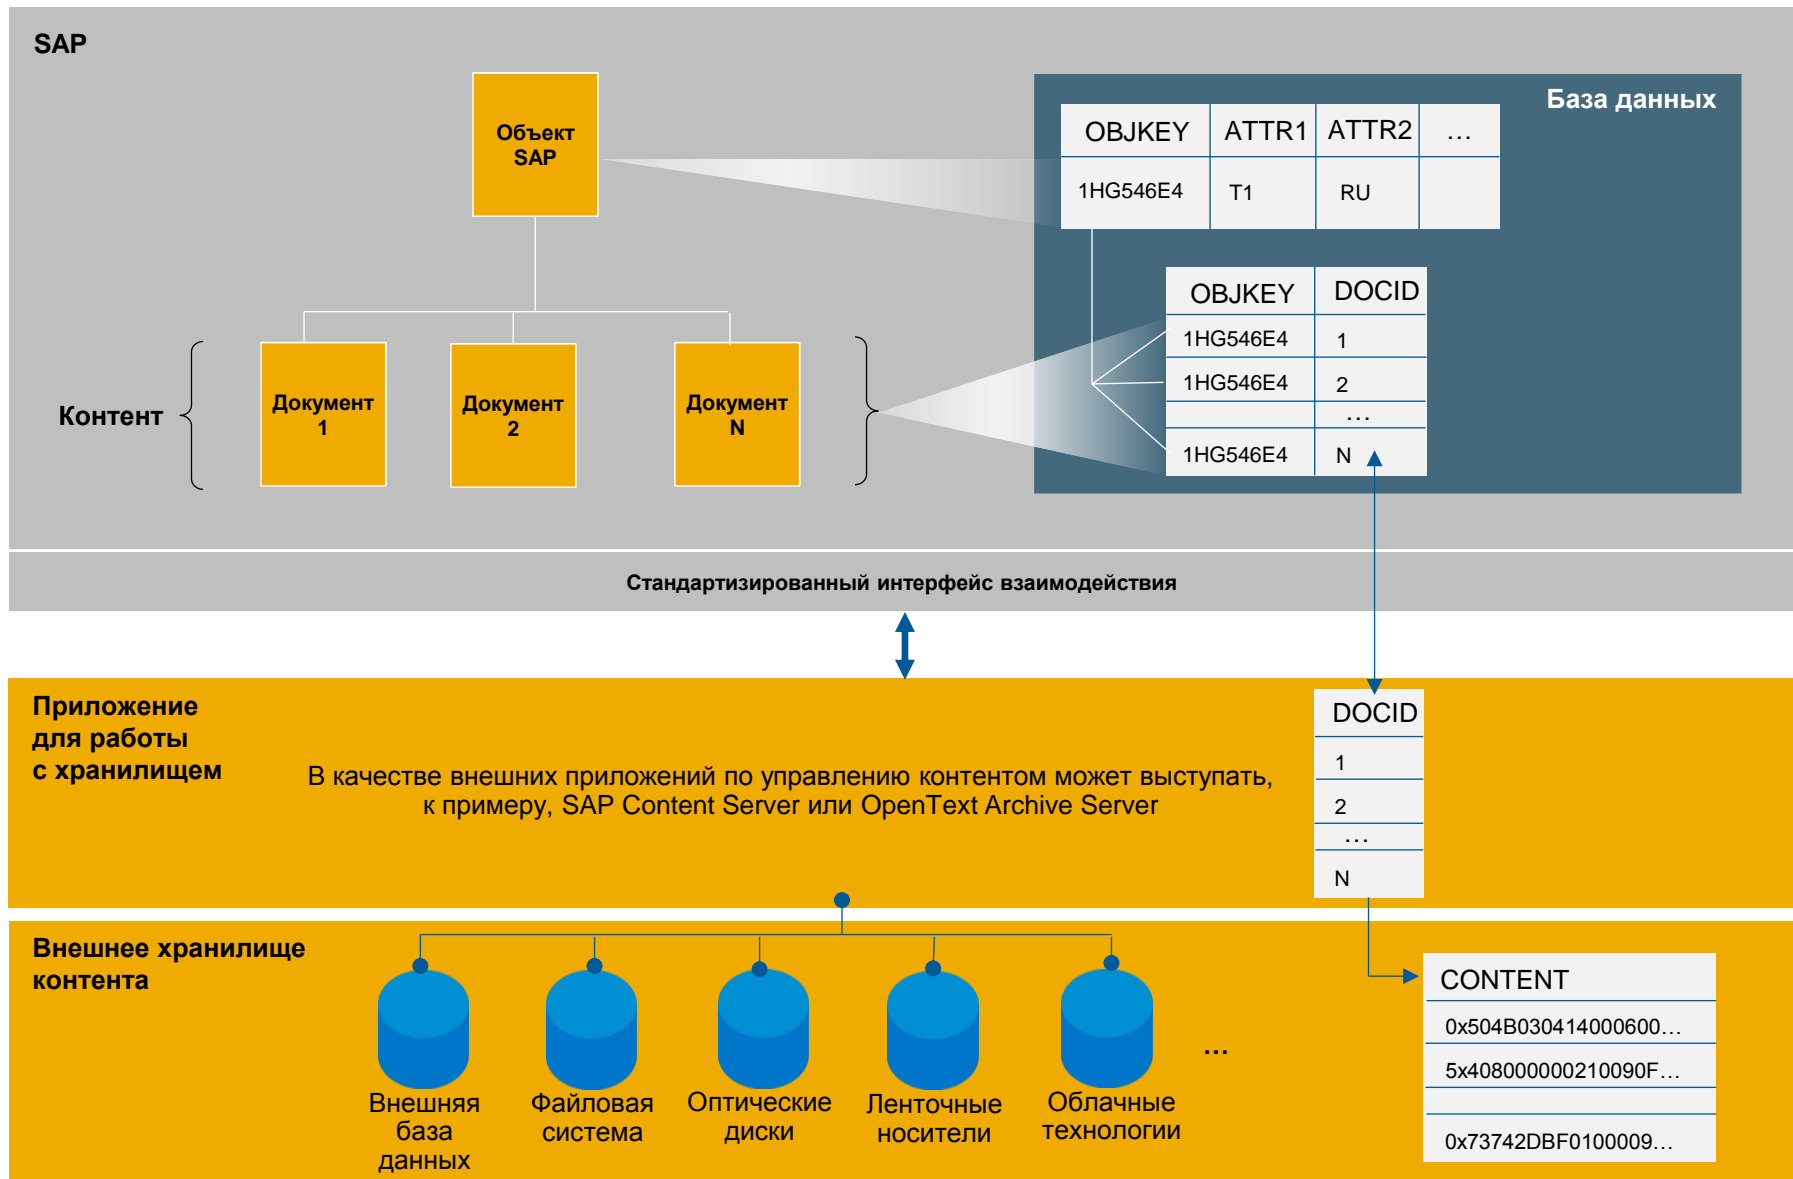 SAP
База данных
Объект
SAP
OBJKEY ATTR1 ATTR2 …
1HG546E4 T1 RU
OBJKEY DOCID
1HG546E4 1
1HG546E4 2
…
1HG546E4 N
Контент
Документ
1
Документ
2
Документ
N
Стандартизированный интерфейс взаимодействия
Приложение
для работы
с хранилищем
В качестве внешних приложений по управлению контентом может выступать,
к примеру, SAP Content Server или OpenText Archive Server
DOCID
1
2
…
N
Внешнее хранилище
контента
Внешняя
база
данных
Файловая
система
Оптические
диски
Ленточные
носители
Облачные
технологии
…
CONTENT
0x504B030414000600…
5x408000000210090F…
0x73742DBF0100009…